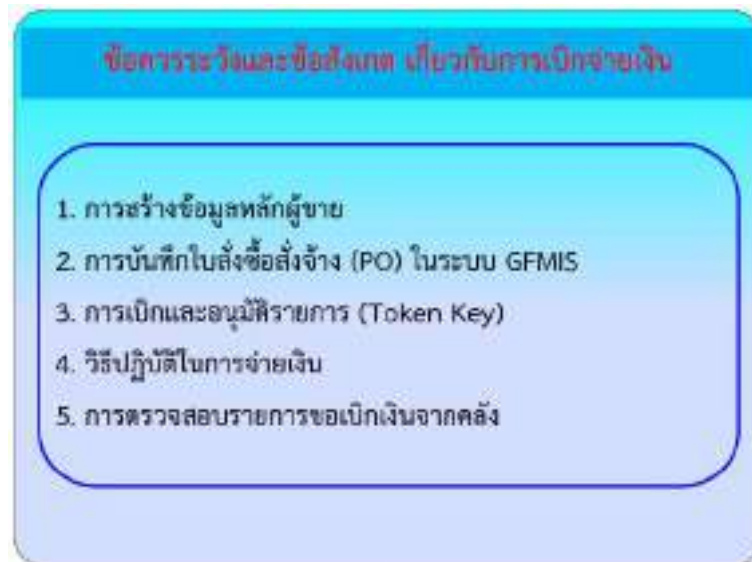 ข้อควรระวังและข้อสังเกต เกี่ยวกับการเบิกจ่ายเงิน
1. การสร้างข้อมูลหลักผู้ขาย
2. การบันทึกใบสั่งซื้อสั่งจ้าง (PO) ในระบบ GFMIS
3. การเบิกและอนุมัติรายการ (Token Key)
4. วิธีปฏิบัติในการจ่ายเงิน
5. การตรวจสอบรายการขอเบิกเงินจากคลัง